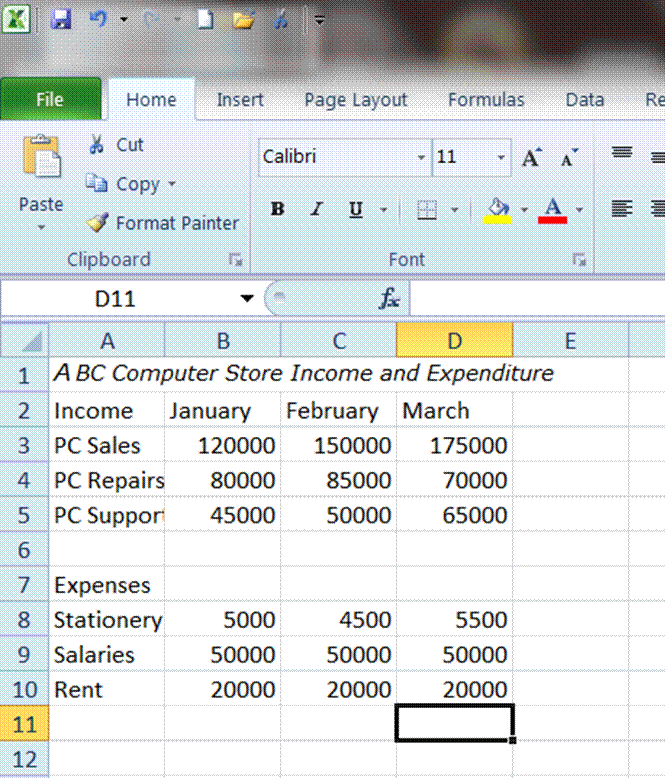 File Home Insert Page Layout Formulas Data Re
Cut
Calibri 11 A A
Copy
Paste
B I U A
Format Painter
Clipboard Font
D11 fx
A B C D E
1 A BC Computer Store Income and Expenditure
2 Income January February March
3 PC Sales 120000 150000 175000
4 PC Repairs 80000 85000 70000
5 PC Support 45000 50000 65000
6
7 Expenses
8 Stationery 5000 4500 5500
9 Salaries 50000 50000 50000
10 Rent 20000 20000 20000
11
12